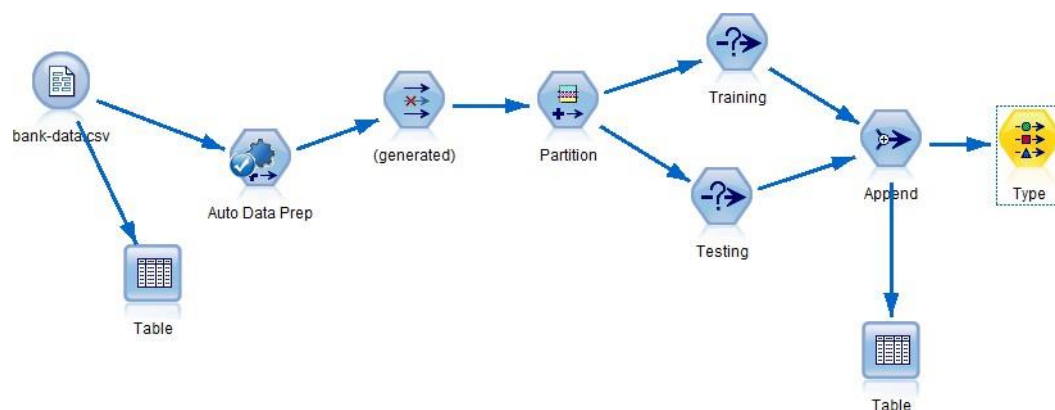 bank-data.csv
Auto Data Prep
Table
(generated)
Partition
Training
Testing
Append
Type
Table